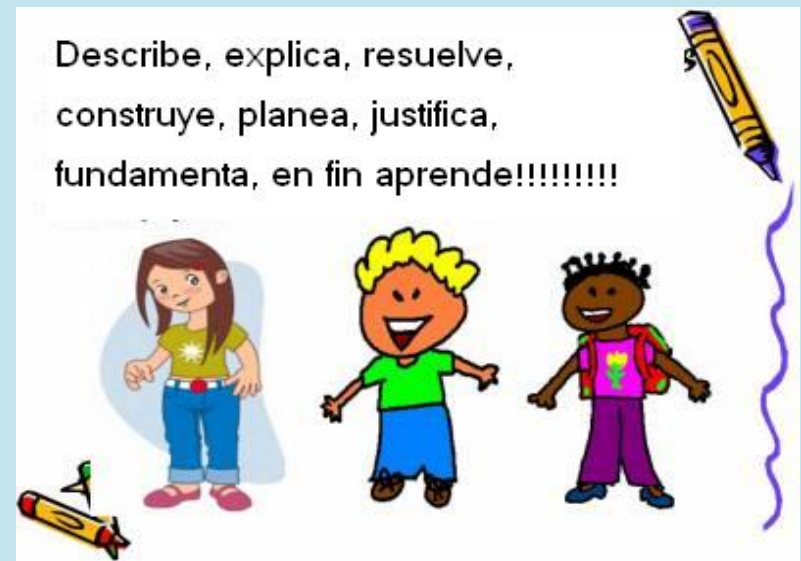 Describe, explica, resuelve,
construye, planea, justifica,
fundamenta, en fin aprende!!!!!!!!!